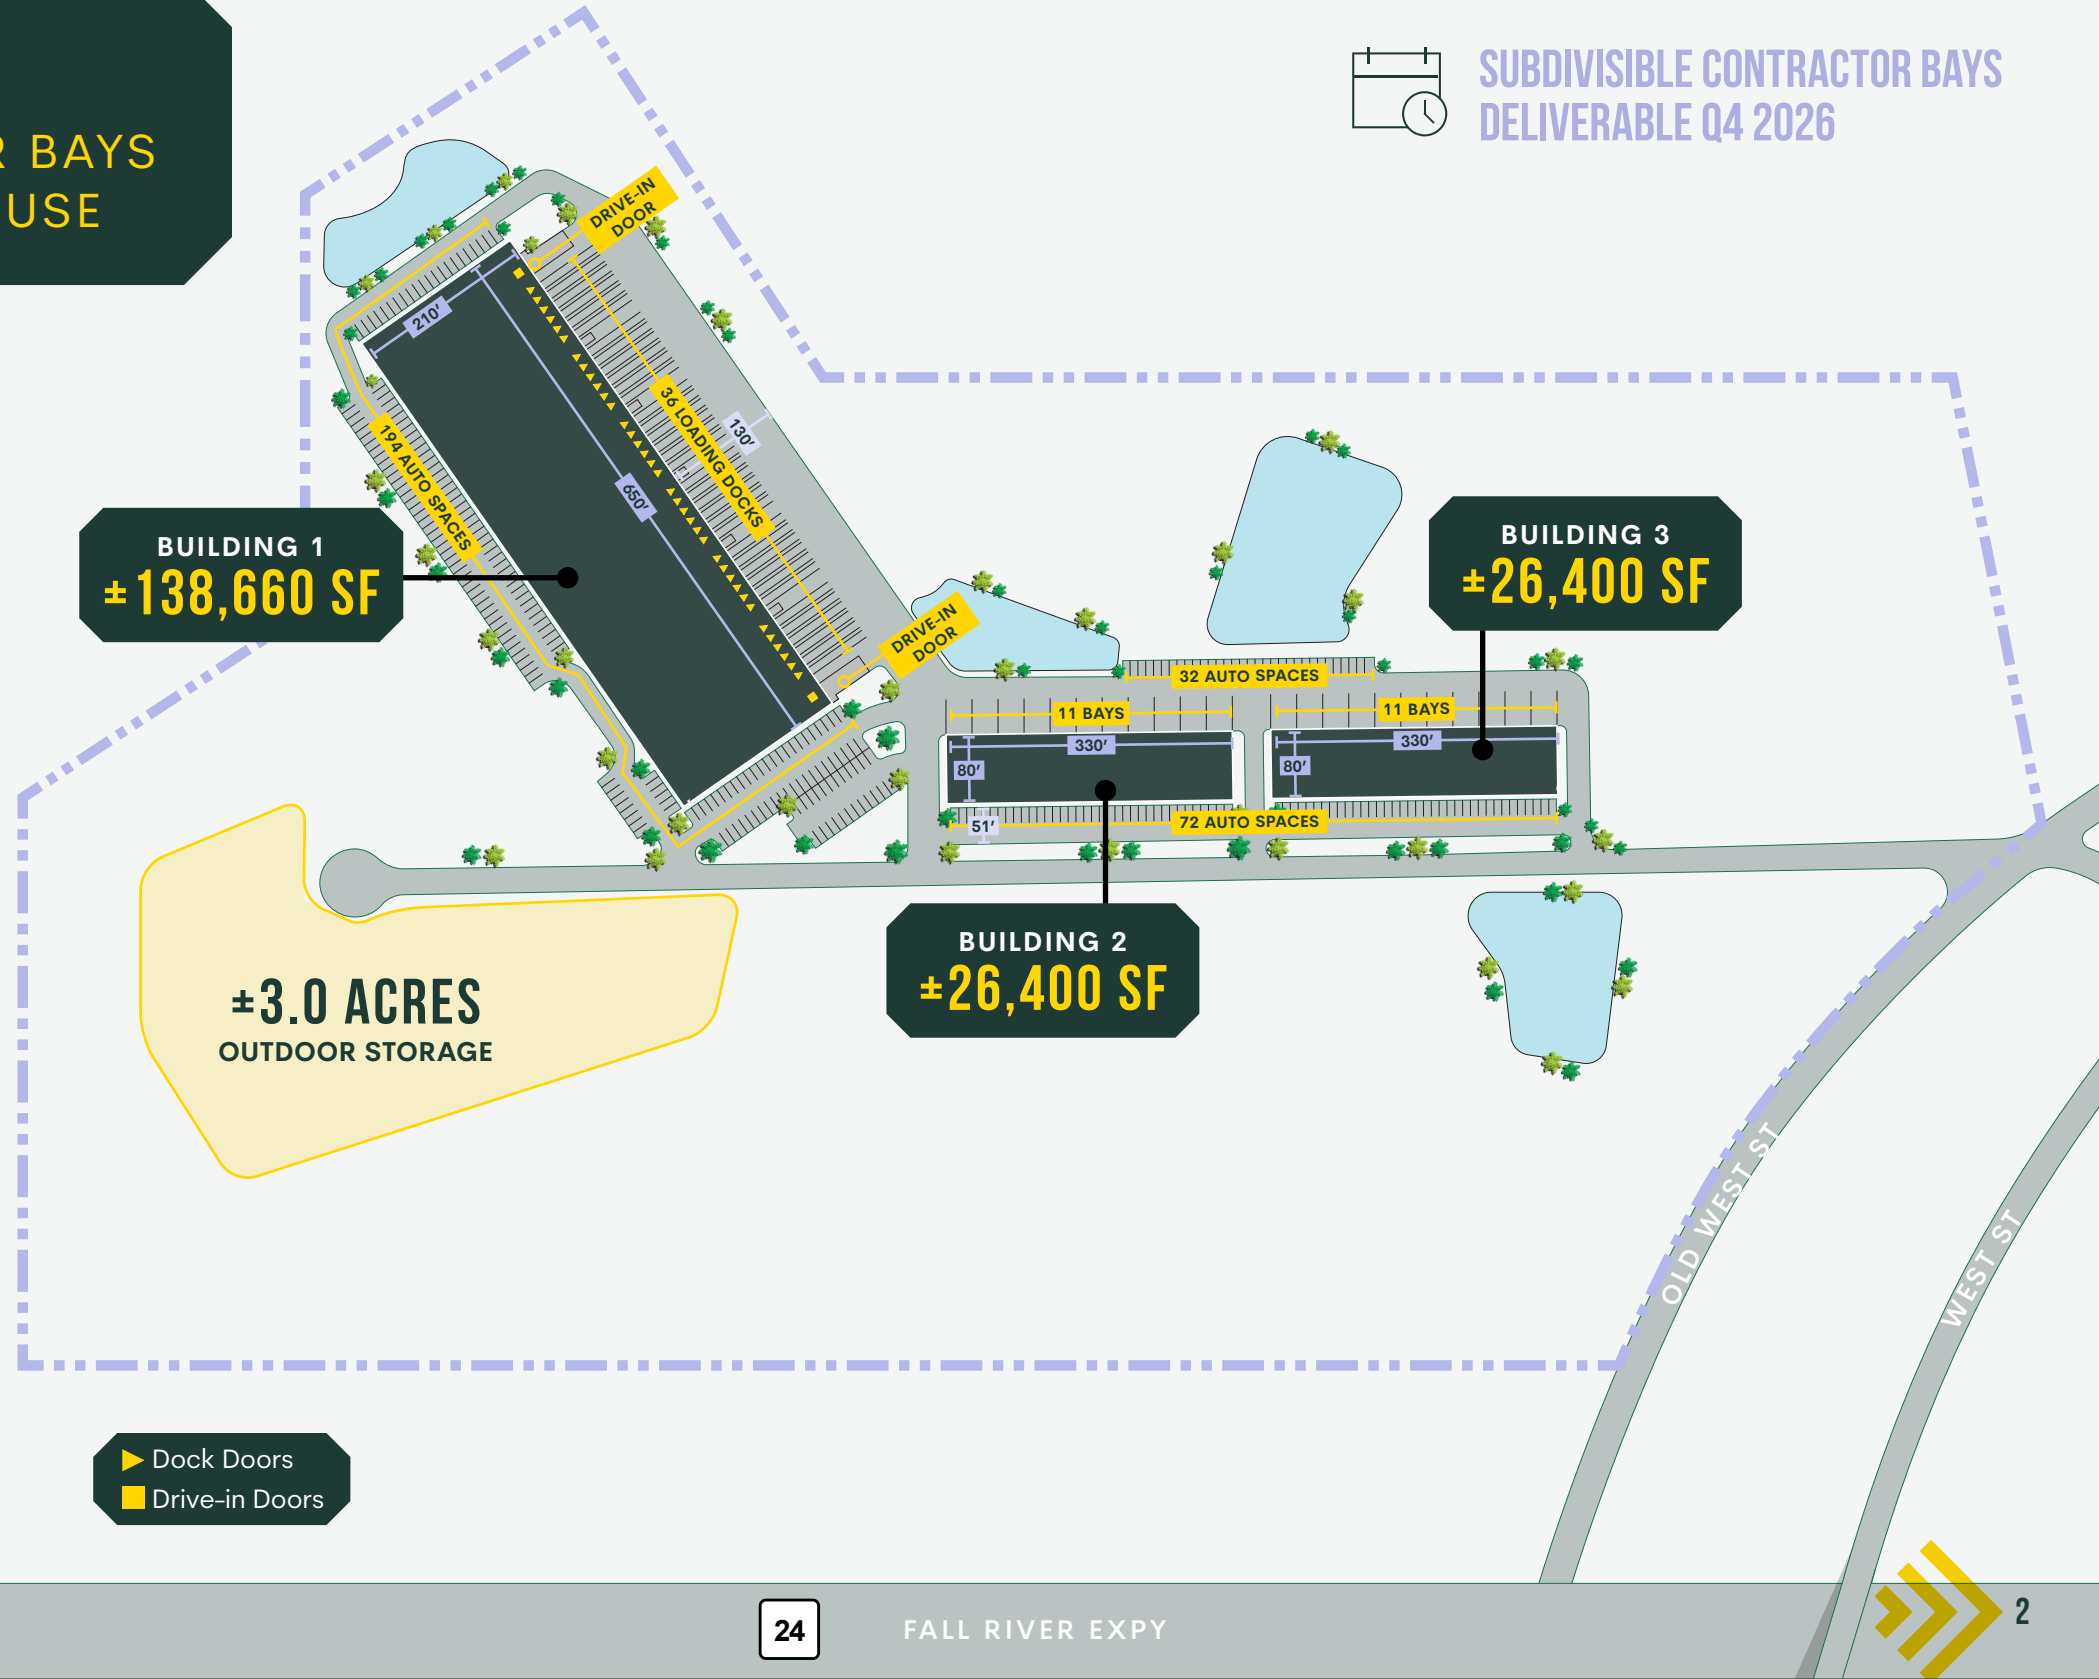 R BAYS
USE
SUBDIVISIBLE CONTRACTOR BAYS
DELIVERABLE Q4 2026
DRIVE-IN
DOOR
210'
36 LOADING DOCKS
130'
194 AUTO SPACES
650'
BUILDING 1
±138,660 SF
BUILDING 3
±26,400 SF
DRIVE-IN
DOOR
32 AUTO SPACES
11 BAYS
11 BAYS
330'
330'
80'
80'
51'
72 AUTO SPACES
BUILDING 2
±26,400 SF
±3.0 ACRES
OUTDOOR STORAGE
OLD WEST ST
WEST ST
Dock Doors
Drive-in Doors
24
FALL RIVER EXPY
2